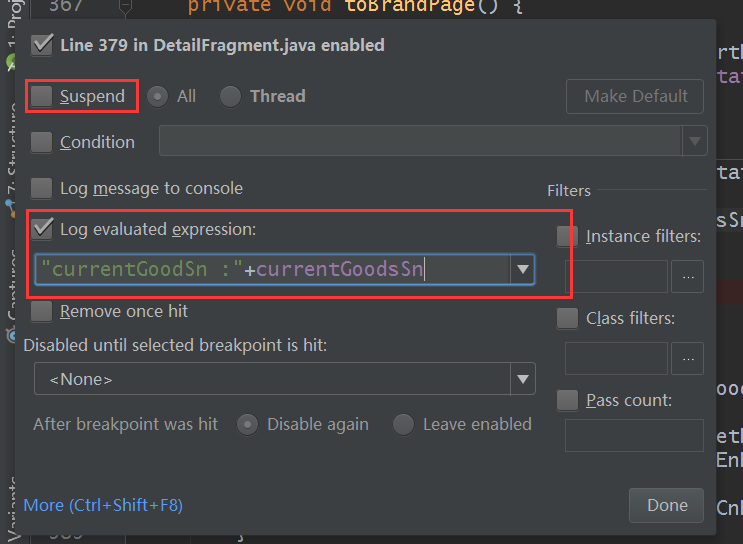 367 private void toBrandPage() {
Line 379 in DetailFragment.java enabled
Suspend All Thread Make Default
Condition
Log message to console
Filters
Log evaluated expression:
Instance filters:
"currentGoodSn :"+currentGoodsSn
...
Remove once hit
Class filters:
Disabled until selected breakpoint is hit:
...
<None>
Pass count:
After breakpoint was hit Disable again Leave enabled
More (Ctrl+Shift+F8)
Done